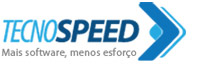 TECNOSPEED
Mais software, menos esforço